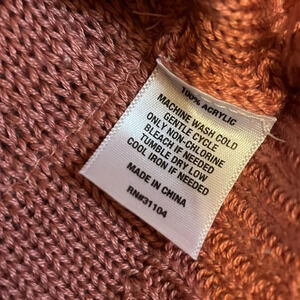 100% ACRYLIC
MACHINE WASH COLD
GENTLE CYCLE
ONLY NON-CHLORINE
BLEACH IF NEEDED
TUMBLE DRY LOW
COOL IRON IF NEEDED
MADE IN CHINA
RN#31104